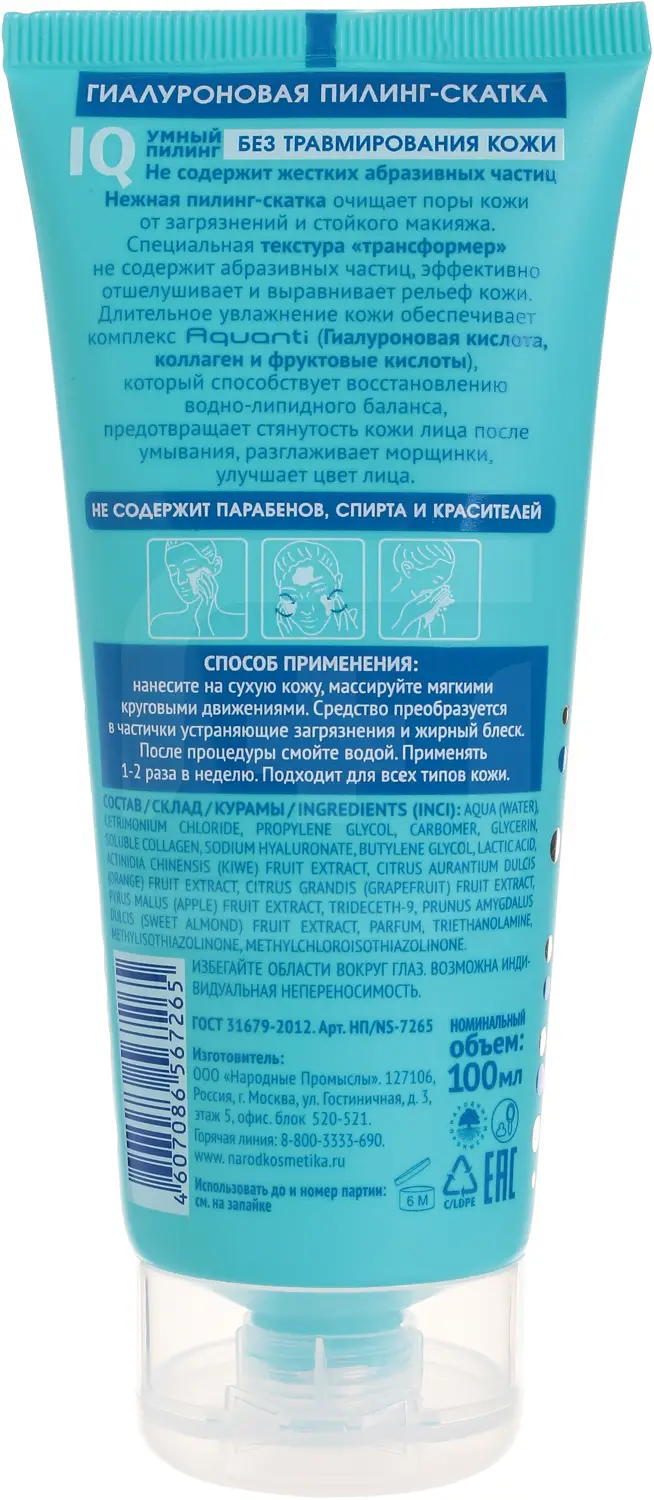 ГИАЛУРОНОВАЯ ПИЛИНГ-СКАТКА
IQ УМНЫЙ ПИЛИНГ БЕЗ ТРАВМИРОВАНИЯ КОЖИ
Не содержит жестких абразивных частиц
Нежная пилинг-скатка очищает поры кожи
от загрязнений и стойкого макияжа.
Специальная текстура «трансформер»
не содержит абразивных частиц, эффективно
отшелушивает и выравнивает рельеф кожи.
Длительное увлажнение кожи обеспечивает
комплекс Aquanti (Гиалуроновая кислота,
коллаген и фруктовые кислоты),
который способствует восстановлению
водно-липидного баланса,
предотвращает стянутость кожи лица после
умывания, разглаживает морщинки,
улучшает цвет лица.
НЕ СОДЕРЖИТ ПАРАБЕНОВ, СПИРТА И КРАСИТЕЛЕЙ
СПОСОБ ПРИМЕНЕНИЯ:
нанесите на сухую кожу, массируйте мягкими
круговыми движениями. Средство преобразуется
в частички устраняющие загрязнения и жирный блеск.
После процедуры смойте водой. Применять
1-2 раза в неделю. Подходит для всех типов кожи.
СОСТАВ/СКЛАД/КУРАМЫ/INGREDIENTS (INCI): AQUA (WATER),
CETRIMONIUM CHLORIDE, PROPYLENE GLYCOL, CARBOMER, GLYCERIN,
SOLUBLE COLLAGEN, SODIUM HYALURONATE, BUTYLENE GLYCOL, LACTIC ACID,
ACTINIDIA CHINENSIS (KIWE) FRUIT EXTRACT, CITRUS AURANTIUM DULCIS
(ORANGE) FRUIT EXTRACT, CITRUS GRANDIS (GRAPEFRUIT) FRUIT EXTRACT,
PYRUS MALUS (APPLE) FRUIT EXTRACT, TRIDECETH-9, PRUNUS AMYGDALUS
DULCIS (SWEET ALMOND) FRUIT EXTRACT, PARFUM, TRIETHANOLAMINE,
METHYLISOTHIAZOLINONE, METHYLCHLOROISOTHIAZOLINONE.
ИЗБЕГАЙТЕ ОБЛАСТИ ВОКРУГ ГЛАЗ. ВОЗМОЖНА ИНДИ-
ВИДУАЛЬНАЯ НЕПЕРЕНОСИМОСТЬ.
ГОСТ 31679-2012. Арт. НП/NS-7265
Изготовитель:
ООО «Народные Промыслы». 127106,
Россия, г. Москва, ул. Гостиничная, д. 3,
этаж 5, офис. блок 520-521.
Горячая линия: 8-800-3333-690.
www.narodkosmetika.ru
Использовать до и номер партии:
см. на запайке
4607086567265
НОМИНАЛЬНЫЙ
объем:
100мл
6 М
C/LDPE
EAC